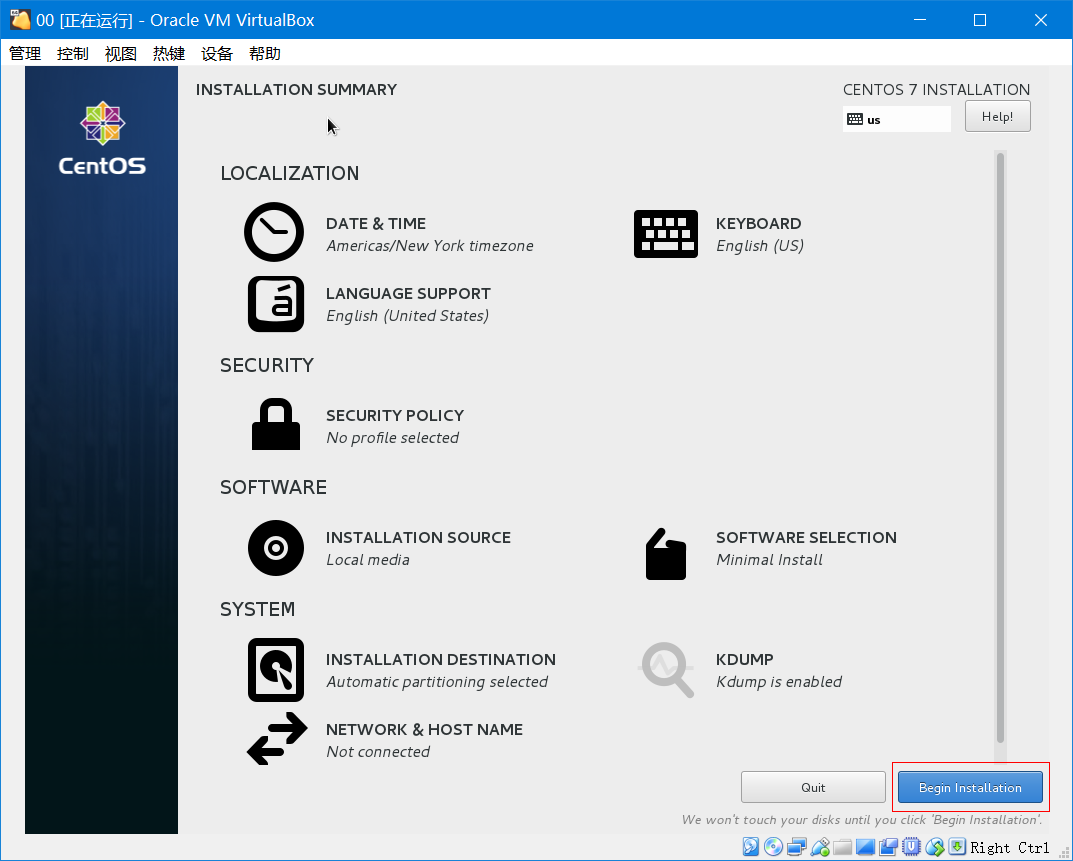 00 [正在运行] - Oracle VM VirtualBox
管理 控制 视图 热键 设备 帮助
CentOS
INSTALLATION SUMMARY
CENTOS 7 INSTALLATION
us
Help!
LOCALIZATION
DATE & TIME
Americas/New York timezone
KEYBOARD
English (US)
LANGUAGE SUPPORT
English (United States)
SECURITY
SECURITY POLICY
No profile selected
SOFTWARE
INSTALLATION SOURCE
Local media
SOFTWARE SELECTION
Minimal Install
SYSTEM
INSTALLATION DESTINATION
Automatic partitioning selected
KDUMP
Kdump is enabled
NETWORK & HOST NAME
Not connected
Quit
Begin Installation
We won't touch your disks until you click 'Begin Installation'.
Right Ctrl